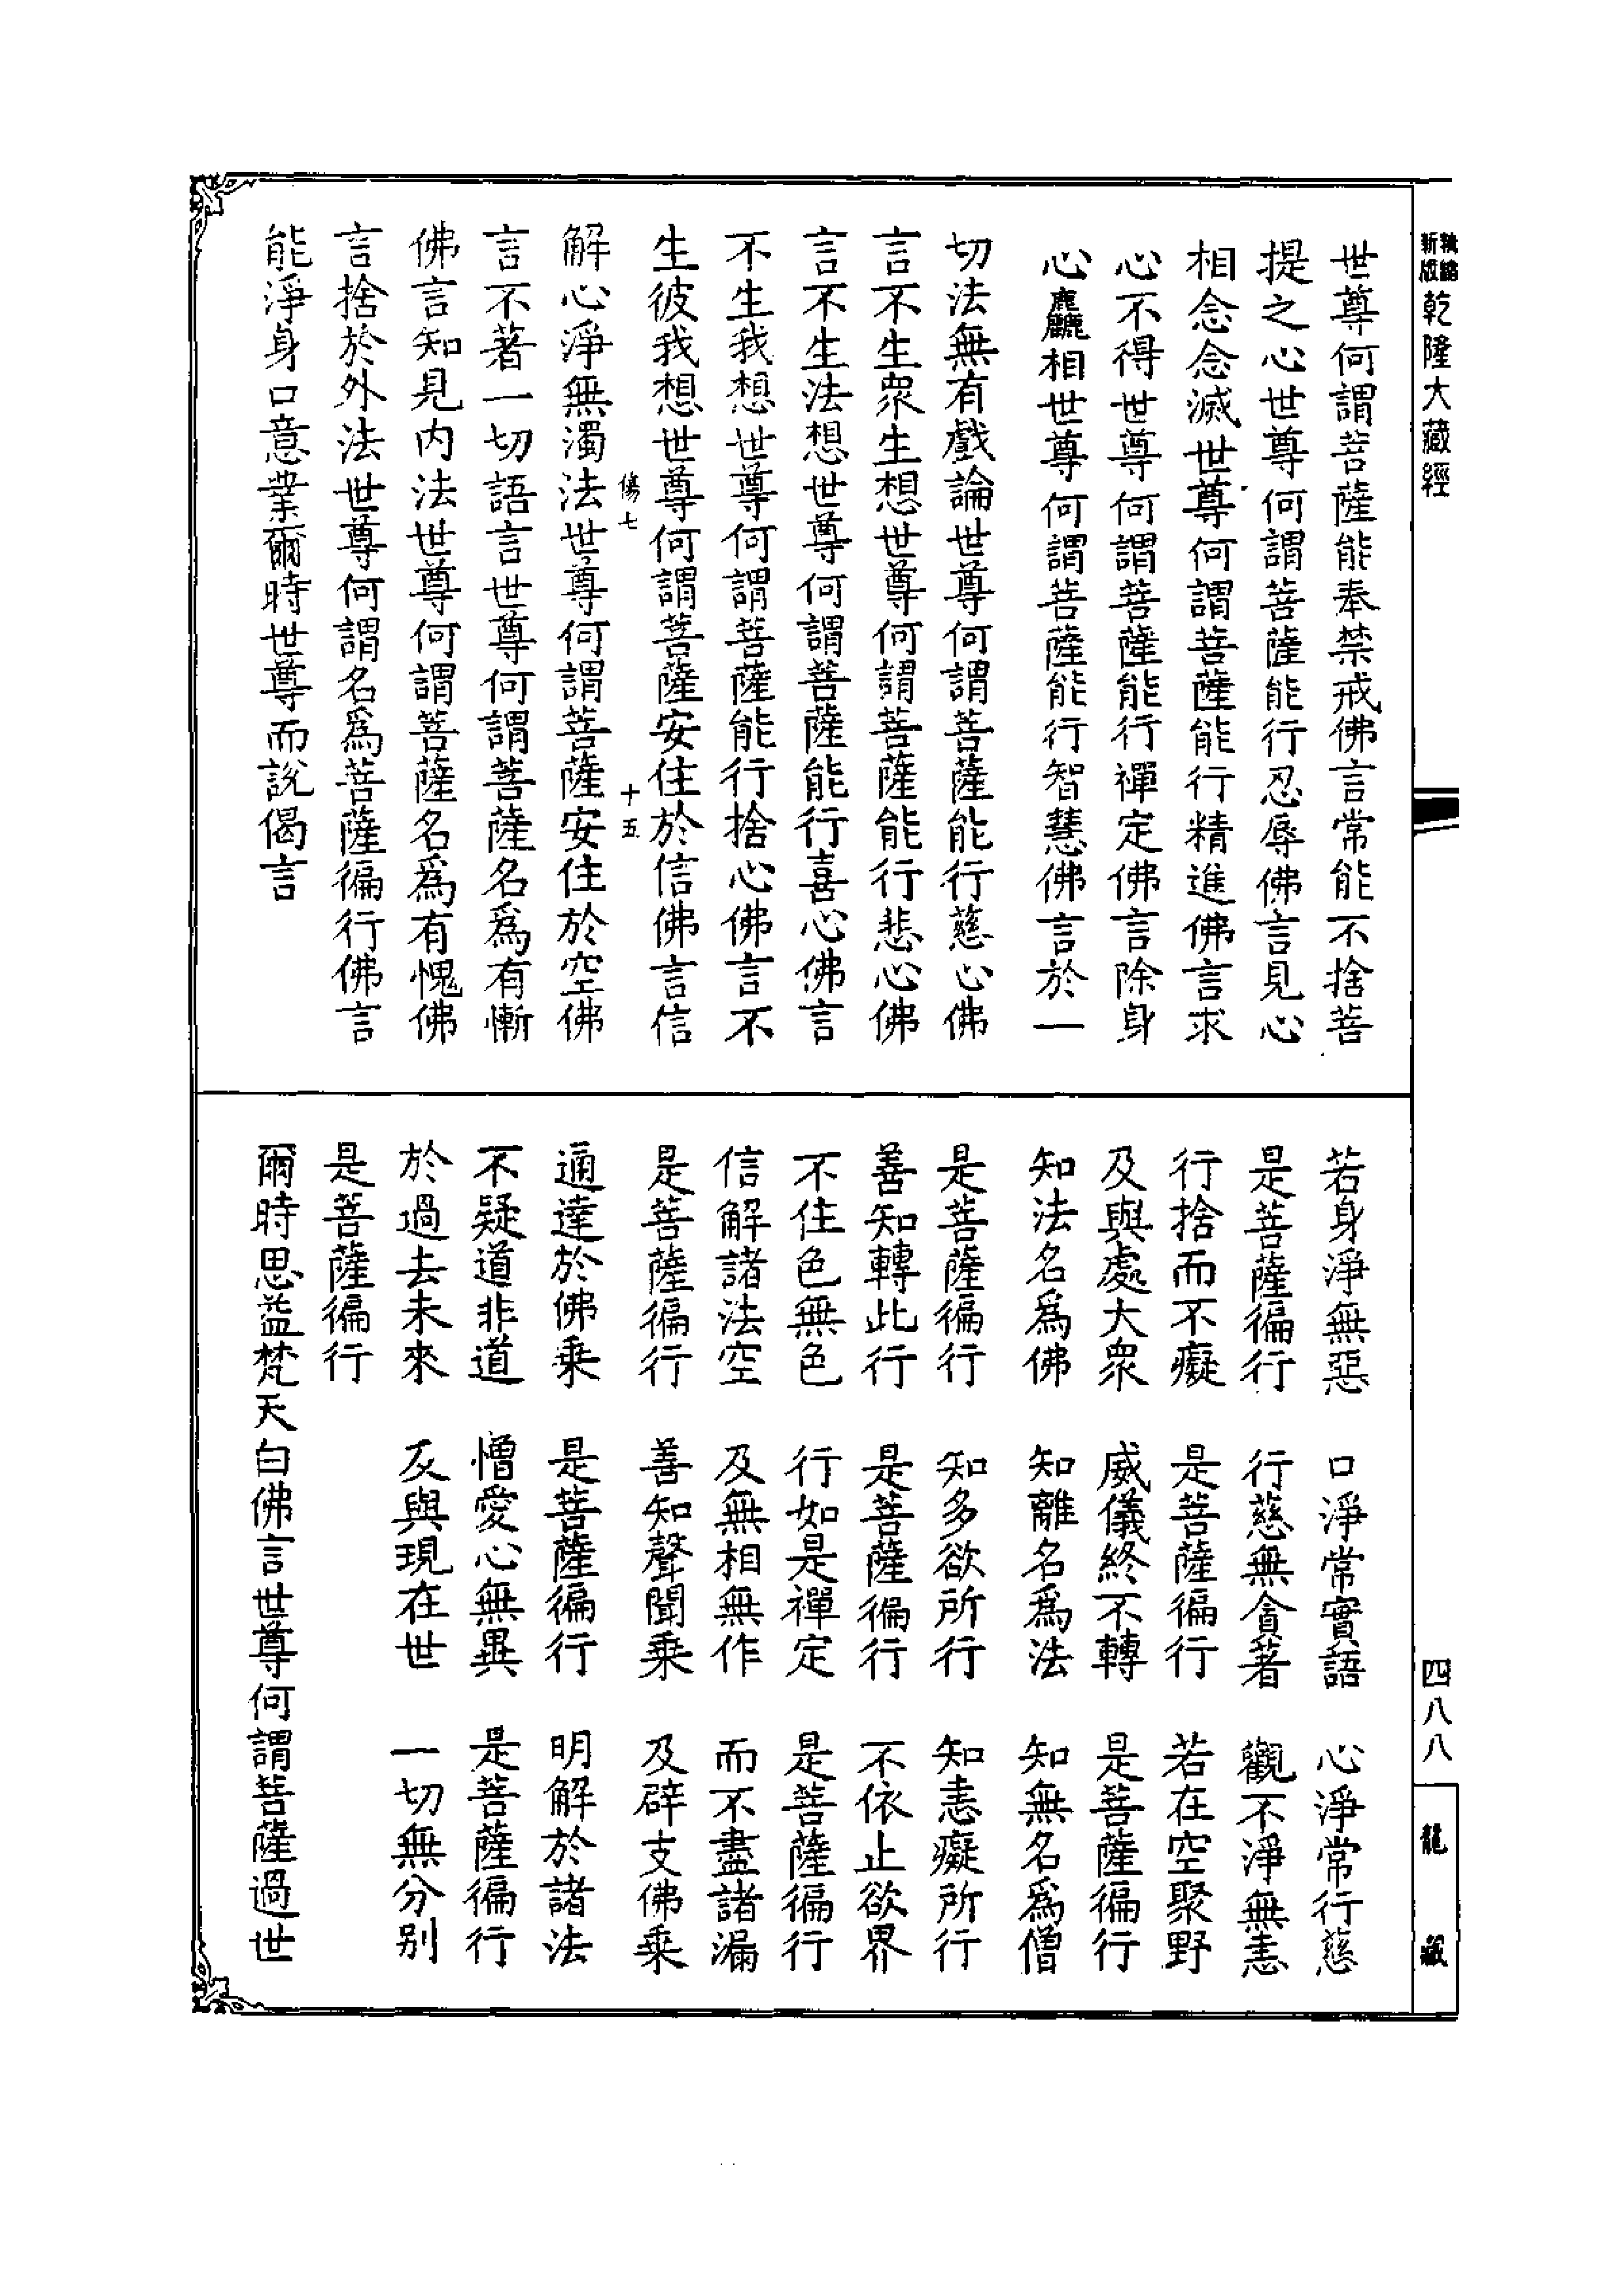 新版
乾隆大藏經
世尊何謂菩薩能奉禁戒佛言常能不捨菩
提之心世尊何謂菩薩能行忍辱佛言見心
相念念滅世尊何謂菩薩能行精進佛言求
心不得世尊何謂菩薩能行禪定佛言除身
心麤相世尊何謂菩薩能行智慧佛言於一
切法無有戲論世尊何謂菩薩能行慈心佛
言不生衆生想世尊何謂菩薩能行悲心佛
言不生法想世尊何謂菩薩能行喜心佛言
不生我想世尊何謂菩薩能行捨心佛言不
生彼我想世尊何謂菩薩安住於信佛言信
傷七 十五
解心淨無濁法世尊何謂菩薩安住於空佛
言不著一切語言世尊何謂菩薩名爲有慚
佛言知見内法世尊何謂菩薩名爲有愧佛
言捨於外法世尊何謂名爲菩薩徧行佛言
能淨身口意業爾時世尊而說偈言
若身淨無惡 口淨常實語 心淨常行慈
是菩薩徧行 行慈無貪著 觀不淨無恚
行捨而不癡 是菩薩徧行 若在空聚野
及與處大衆 威儀終不轉 是菩薩徧行
知法名爲佛 知離名爲法 知無名爲僧
是菩薩徧行 知多欲所行 知恚癡所行
善知轉此行 是菩薩徧行 不依止欲界
不住色無色 行如是禪定 是菩薩徧行
信解諸法空 及無相無作 而不盡諸漏
是菩薩徧行 善知聲聞乘 及辟支佛乘
通達於佛乘 是菩薩徧行 明解於諸法
不疑道非道 憎愛心無異 是菩薩徧行
於過去未來 及與現在世 一切無分别
是菩薩徧行
爾時思益梵天白佛言世尊何謂菩薩過世
四八八
龍藏